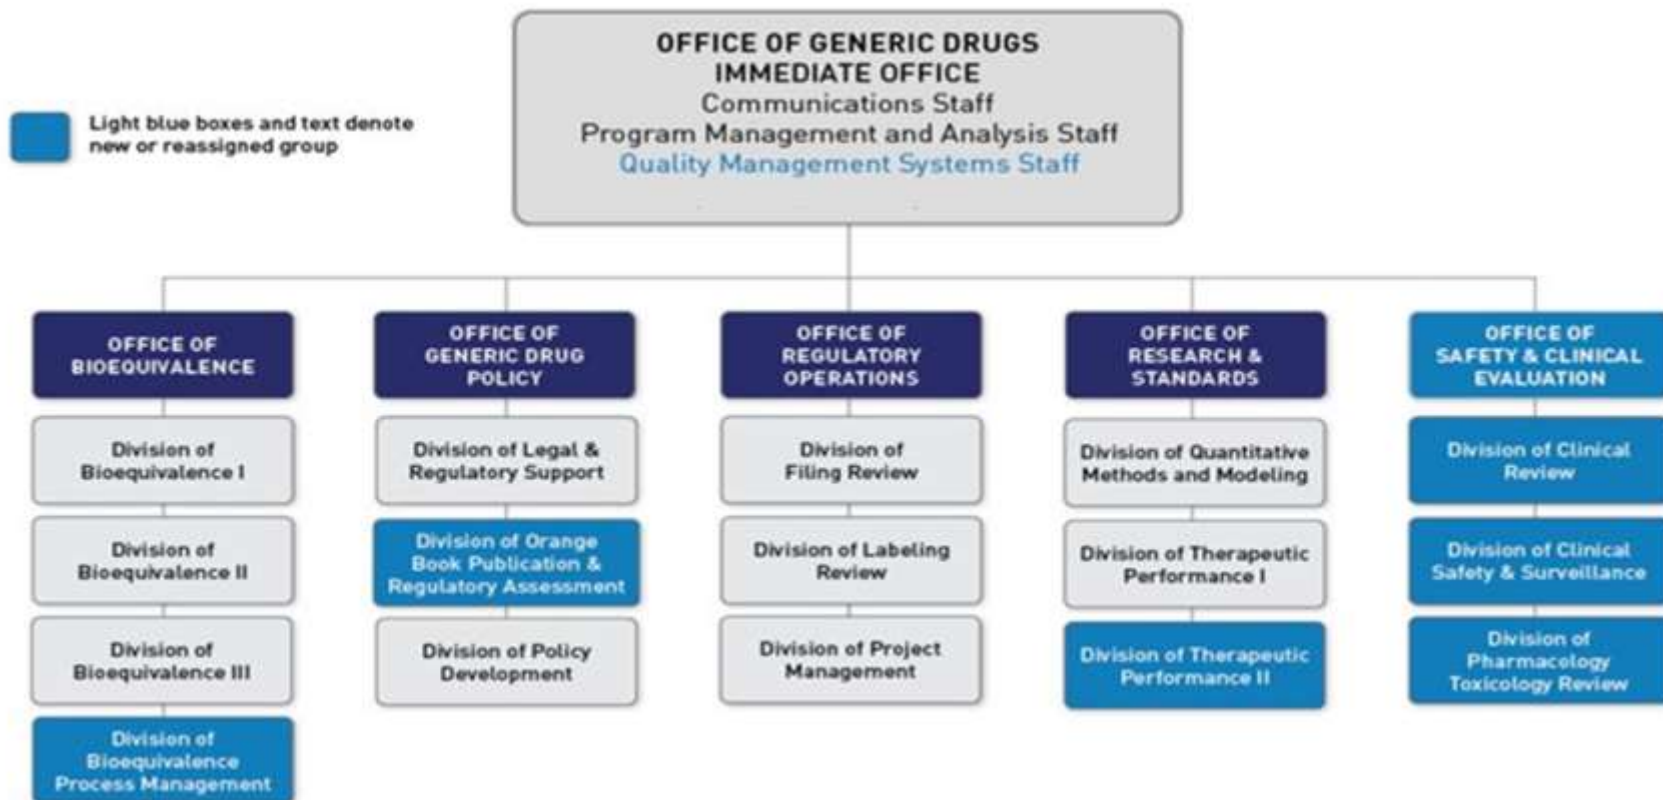 OFFICE OF GENERIC DRUGS
IMMEDIATE OFFICE
Communications Staff
Program Management and Analysis Staff
Quality Management Systems Staff
Light blue boxes and text denote
new or reassigned group
OFFICE OF
BIOEQUIVALENCE
Division of
Bioequivalence I
Division of
Bioequivalence II
Division of
Bioequivalence III
Division of
Bioequivalence
Process Management
OFFICE OF
GENERIC DRUG
POLICY
Division of Legal &
Regulatory Support
Division of Orange
Book Publication &
Regulatory Assessment
Division of Policy
Development
OFFICE OF
REGULATORY
OPERATIONS
Division of
Filing Review
Division of Labeling
Review
Division of Project
Management
OFFICE OF
RESEARCH &
STANDARDS
Division of Quantitative
Methods and Modeling
Division of Therapeutic
Performance I
Division of Therapeutic
Performance II
OFFICE OF
SAFETY & CLINICAL
EVALUATION
Division of Clinical
Review
Division of Clinical
Safety & Surveillance
Division of
Pharmacology
Toxicology Review